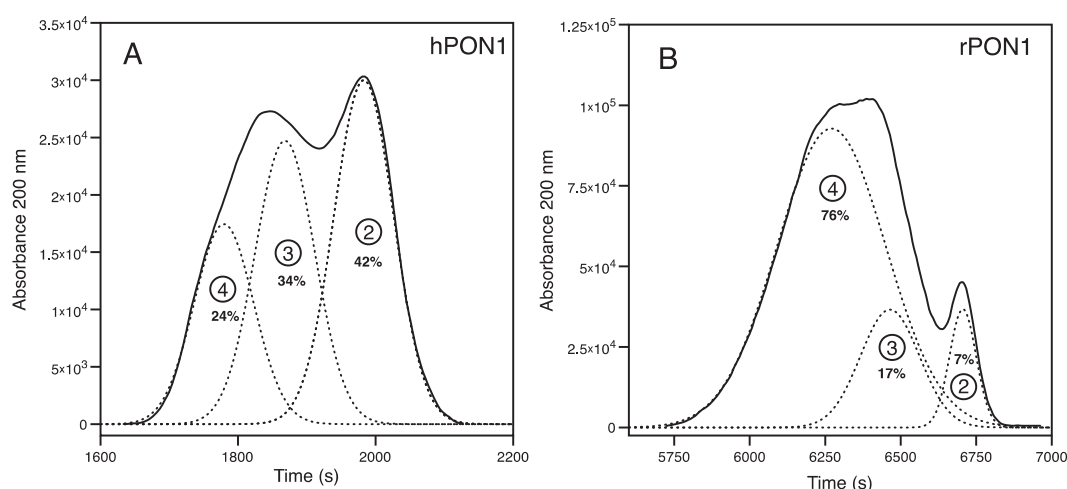 A
hPON1
3.5x10⁴
3x10⁴
2.5x10⁴
2x10⁴
1.5x10⁴
1x10⁴
5x10³
0
Absorbance 200 nm
4
24%
3
34%
2
42%
1600
1800
2000
2200
Time (s)
B
rPON1
1.25x10⁵
1x10⁵
7.5x10⁴
5x10⁴
2.5x10⁴
0
Absorbance 200 nm
4
76%
3
17%
7%
2
5750
6000
6250
6500
6750
7000
Time (s)